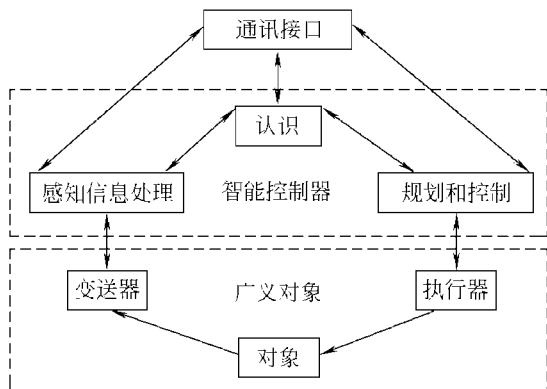 通讯接口
认识
感知信息处理
智能控制器
规划和控制
变送器
广义对象
执行器
对象